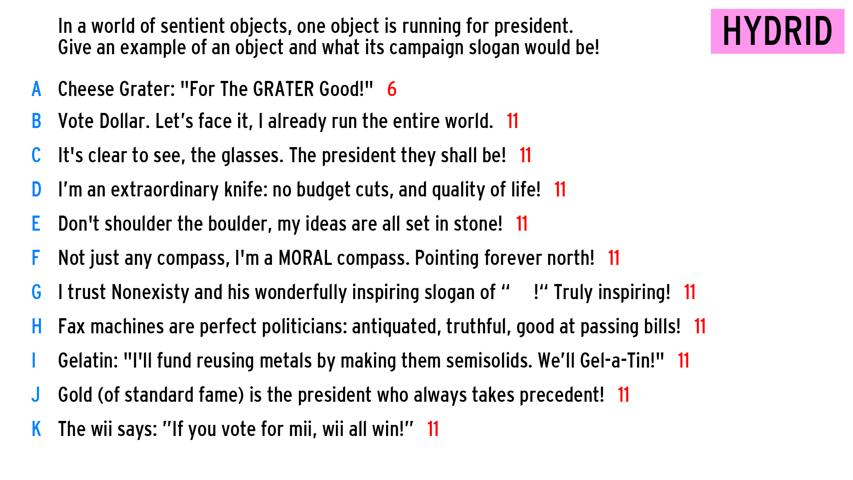 In a world of sentient objects, one object is running for president.
Give an example of an object and what its campaign slogan would be!
HYDRID
A Cheese Grater: "For The GRATER Good!" 6
B Vote Dollar. Let's face it, I already run the entire world. 11
C It's clear to see, the glasses. The president they shall be! 11
D I’m an extraordinary knife: no budget cuts, and quality of life! 11
E Don't shoulder the boulder, my ideas are all set in stone! 11
F Not just any compass, I'm a MORAL compass. Pointing forever north! 11
G I trust Nonexisty and his wonderfully inspiring slogan of “ !“ Truly inspiring! 11
H Fax machines are perfect politicians: antiquated, truthful, good at passing bills! 11
I Gelatin: "I'll fund reusing metals by making them semisolids. We’ll Gel-a-Tin!" 11
J Gold (of standard fame) is the president who always takes precedent! 11
K The wii says: ”If you vote for mii, wii all win!” 11